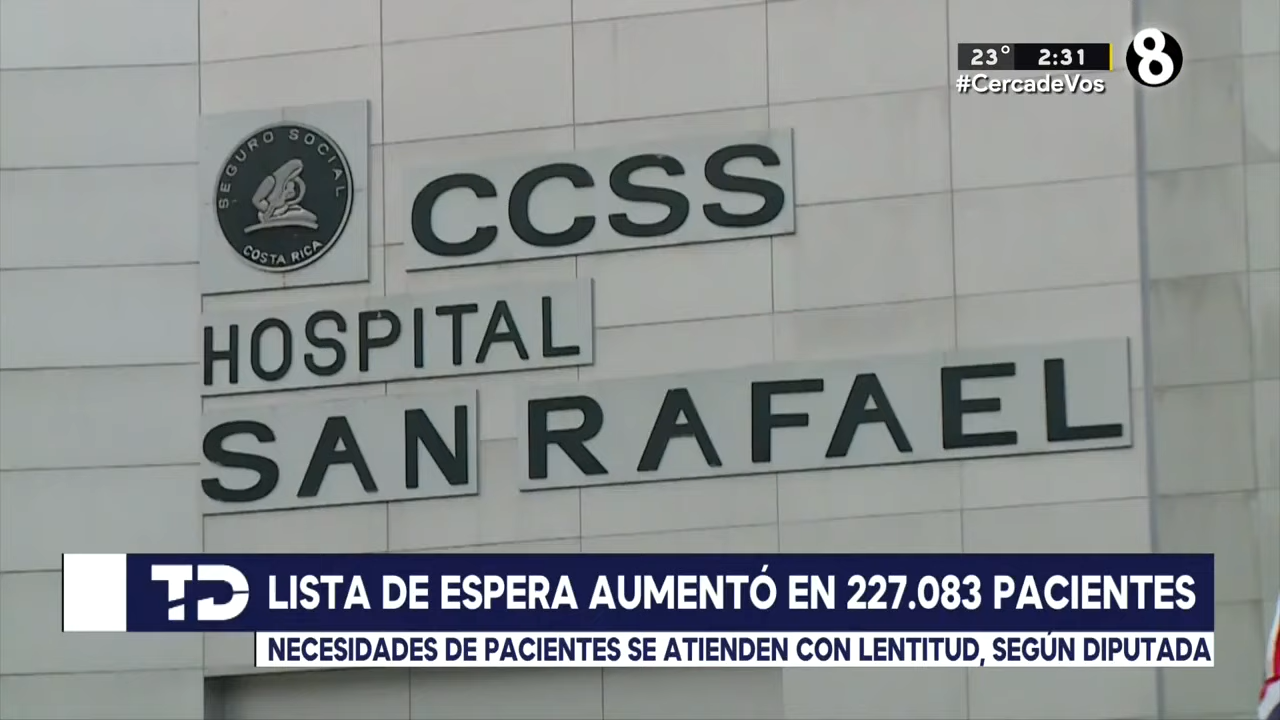 23° 2:31
8
#CercadeVos
SEGURO SOCIAL
COSTA RICA
CCSS
HOSPITAL
SAN RAFAEL
TD LISTA DE ESPERA AUMENTÓ EN 227.083 PACIENTES
NECESIDADES DE PACIENTES SE ATIENDEN CON LENTITUD, SEGÚN DIPUTADA